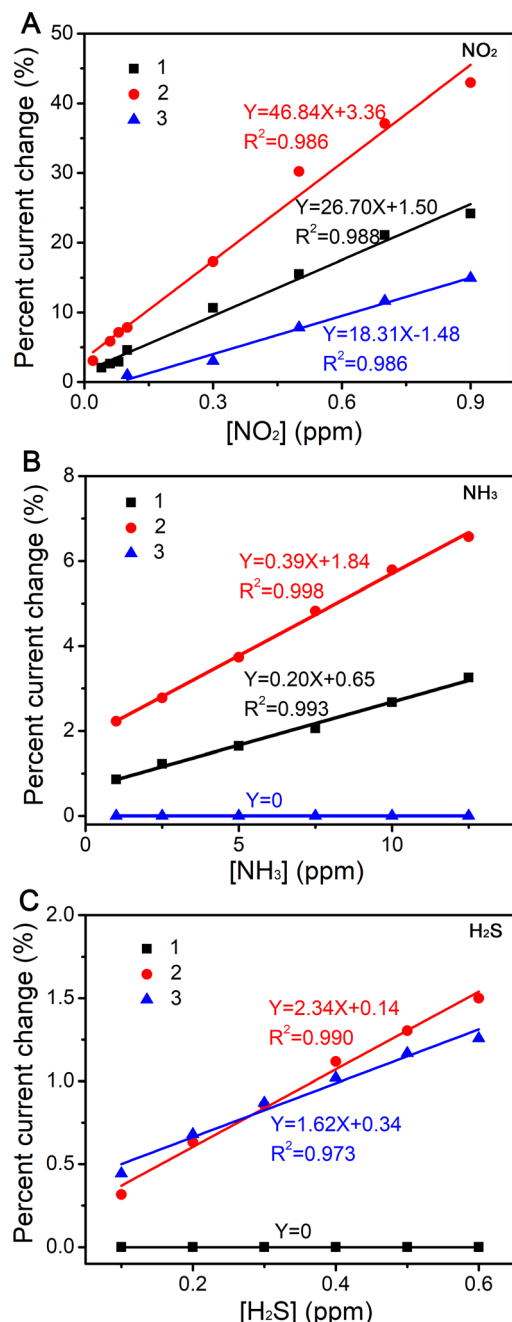 A
NO₂
Percent current change (%)
50
40
30
20
10
0
1
2
3
Y=46.84X+3.36
R²=0.986
Y=26.70X+1.50
R²=0.988
Y=18.31X-1.48
R²=0.986
0.0 0.3 0.6 0.9
[NO₂] (ppm)
B
NH₃
Percent current change (%)
8
6
4
2
0
1
2
3
Y=0.39X+1.84
R²=0.998
Y=0.20X+0.65
R²=0.993
Y=0
0 5 10
[NH₃] (ppm)
C
H₂S
Percent current change (%)
2.0
1.5
1.0
0.5
0.0
1
2
3
Y=2.34X+0.14
R²=0.990
Y=1.62X+0.34
R²=0.973
Y=0
0.2 0.4 0.6
[H₂S] (ppm)